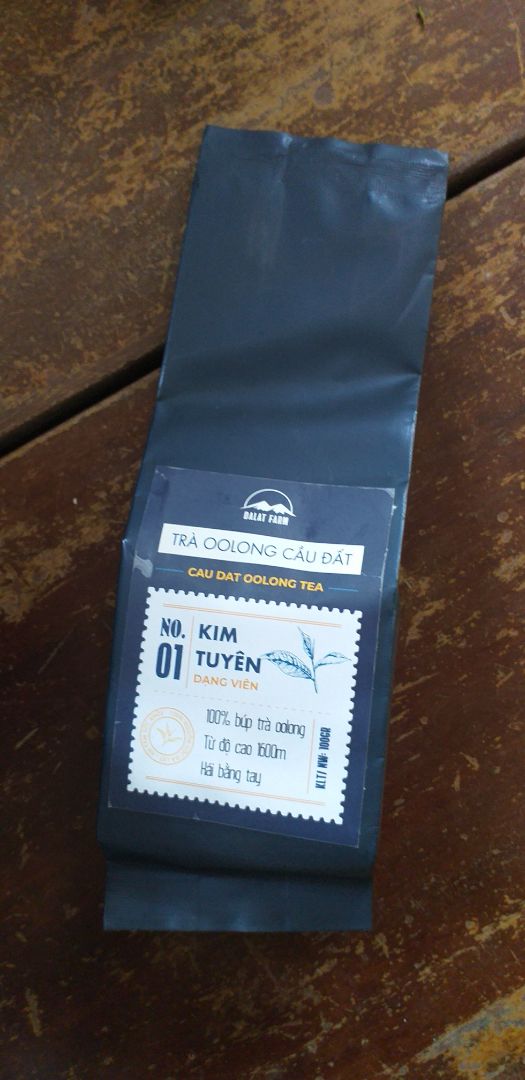 DALAT FARM
TRÀ OOLONG CẦU ĐẤT
CAU DAT OOLONG TEA
NO.
01
KIM
TUYÊN
DẠNG VIÊN
100% búp trà oolong
Từ độ cao 1600m
Hái bằng tay
KLT/ NW: 100GR